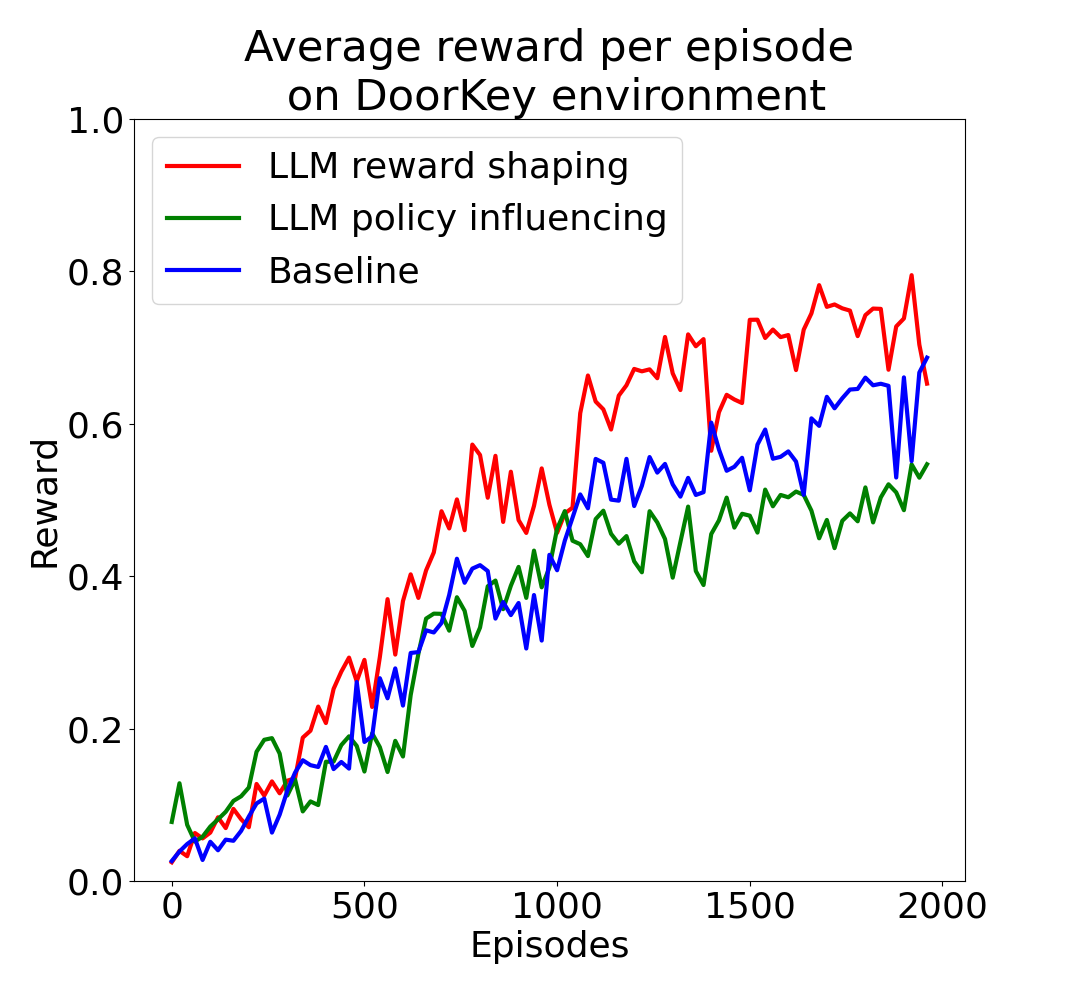 Average reward per episode
on DoorKey environment
1.0
LLM reward shaping
LLM policy influencing
Baseline
0.8
0.6
0.4
0.2
0.0
Reward
0 500 1000 1500 2000
Episodes